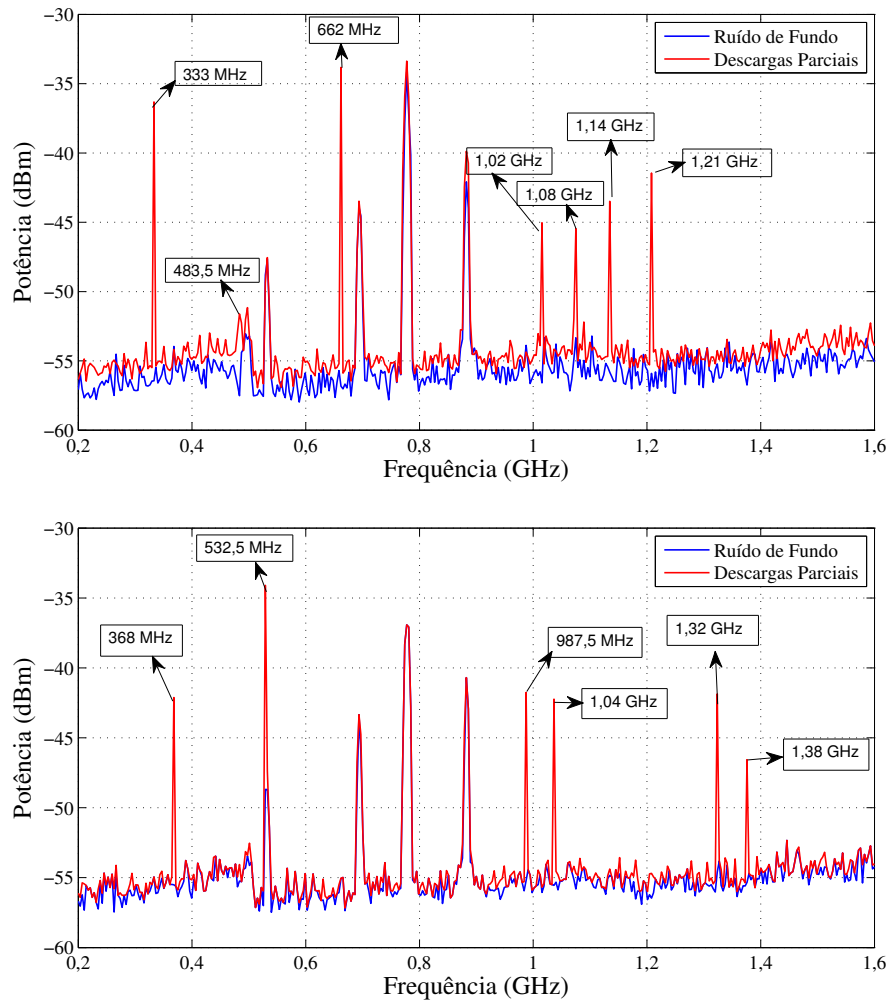 −30
−35
−40
−45
−50
−55
−60
Potência (dBm)
662 MHz
333 MHz
483,5 MHz
1,02 GHz
1,08 GHz
1,14 GHz
1,21 GHz
Ruído de Fundo
Descargas Parciais
0,2 0,4 0,6 0,8 1 1,2 1,4 1,6
Frequência (GHz)
−30
−35
−40
−45
−50
−55
−60
Potência (dBm)
532,5 MHz
368 MHz
987,5 MHz
1,04 GHz
1,32 GHz
1,38 GHz
Ruído de Fundo
Descargas Parciais
0,2 0,4 0,6 0,8 1 1,2 1,4 1,6
Frequência (GHz)